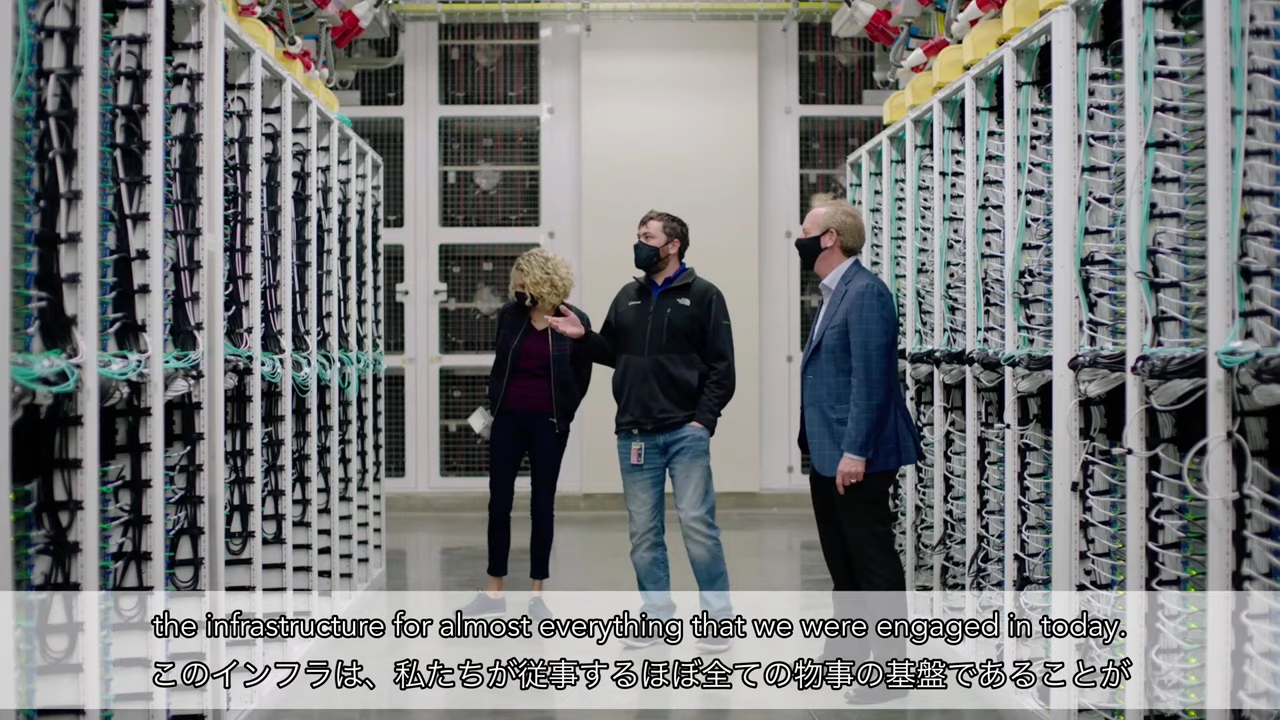 the infrastructure for almost everything that we were engaged in today.
このインフラは、私たちが従事するほぼ全ての物事の基盤であることが